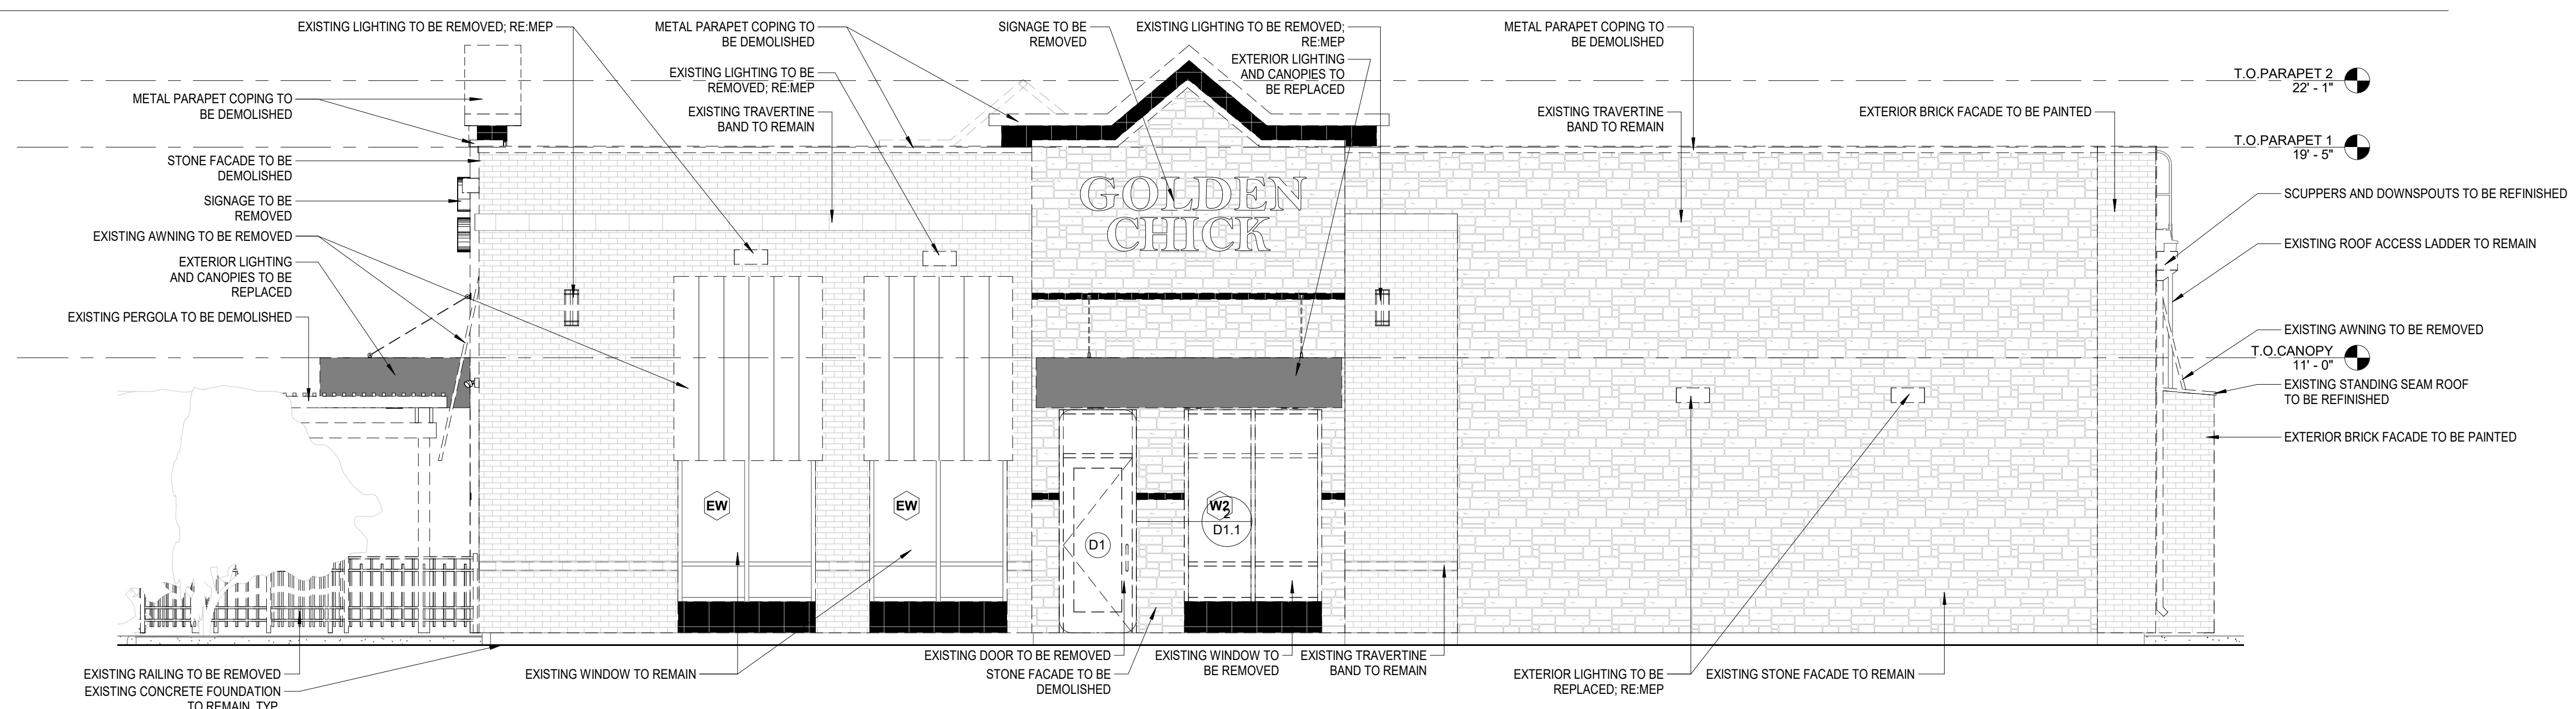 EXISTING LIGHTING TO BE REMOVED; RE:MEP
METAL PARAPET COPING TO
BE DEMOLISHED
SIGNAGE TO BE
REMOVED
EXISTING LIGHTING TO BE REMOVED;
RE:MEP
METAL PARAPET COPING TO
BE DEMOLISHED
EXISTING LIGHTING TO BE
REMOVED; RE:MEP
EXTERIOR LIGHTING
AND CANOPIES TO
BE REPLACED
T.O.PARAPET 2
22' - 1"
METAL PARAPET COPING TO
BE DEMOLISHED
EXISTING TRAVERTINE
BAND TO REMAIN
EXISTING TRAVERTINE
BAND TO REMAIN
EXTERIOR BRICK FACADE TO BE PAINTED
T.O.PARAPET 1
19' - 5"
STONE FACADE TO BE
DEMOLISHED
SIGNAGE TO BE
REMOVED
GOLDEN
CHICK
SCUPPERS AND DOWNSPOUTS TO BE REFINISHED
EXISTING AWNING TO BE REMOVED
EXISTING ROOF ACCESS LADDER TO REMAIN
EXTERIOR LIGHTING
AND CANOPIES TO BE
REPLACED
EXISTING PERGOLA TO BE DEMOLISHED
EXISTING AWNING TO BE REMOVED
T.O.CANOPY
11' - 0"
EXISTING STANDING SEAM ROOF
TO BE REFINISHED
EXTERIOR BRICK FACADE TO BE PAINTED
EW
EW
W2
2
D1.1
D1
EXISTING RAILING TO BE REMOVED
EXISTING CONCRETE FOUNDATION
TO REMAIN, TYP.
EXISTING WINDOW TO REMAIN
EXISTING DOOR TO BE REMOVED
STONE FACADE TO BE
DEMOLISHED
EXISTING WINDOW TO
BE REMOVED
EXISTING TRAVERTINE
BAND TO REMAIN
EXTERIOR LIGHTING TO BE
REPLACED; RE:MEP
EXISTING STONE FACADE TO REMAIN